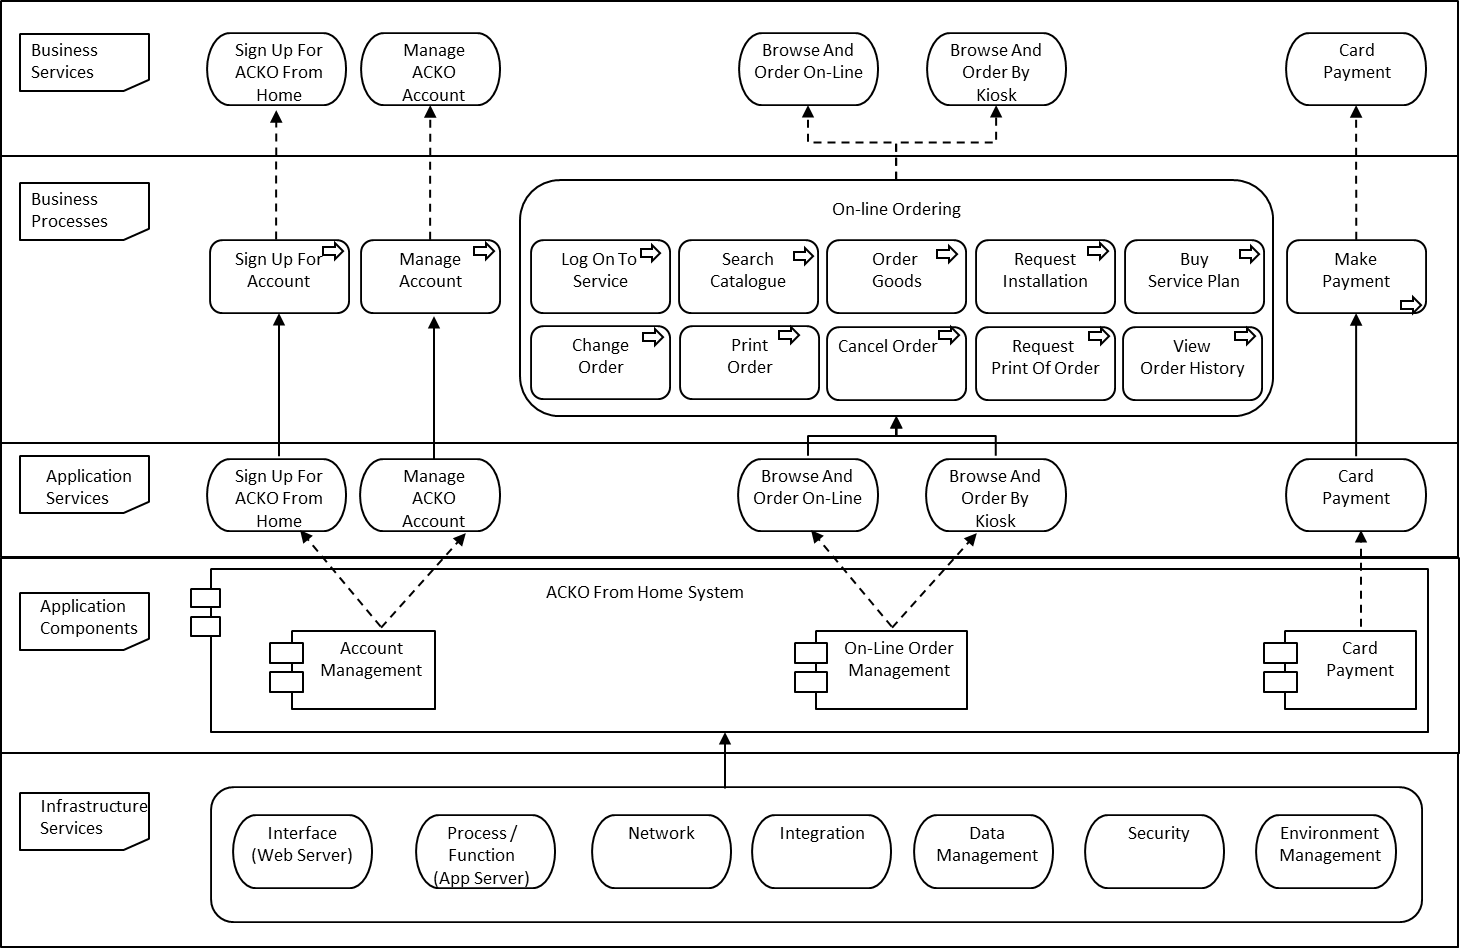 Business
Services
Sign Up For
ACKO From
Home
Manage
ACKO
Account
Browse And
Order On-Line
Browse And
Order By
Kiosk
Card
Payment
Business
Processes
On-line Ordering
Sign Up For
Account
Manage
Account
Log On To
Service
Search
Catalogue
Order
Goods
Request
Installation
Buy
Service Plan
Make
Payment
Change
Order
Print
Order
Cancel Order
Request
Print Of Order
View
Order History
Application
Services
Sign Up For
ACKO From
Home
Manage
ACKO
Account
Browse And
Order On-Line
Browse And
Order By
Kiosk
Card
Payment
Application
Components
ACKO From Home System
Account
Management
On-Line Order
Management
Card
Payment
Infrastructure
Services
Interface
(Web Server)
Process /
Function
(App Server)
Network
Integration
Data
Management
Security
Environment
Management